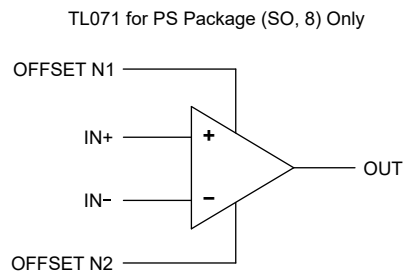 TL071 for PS Package (SO, 8) Only
OFFSET N1
IN+
+
OUT
IN−
−
OFFSET N2